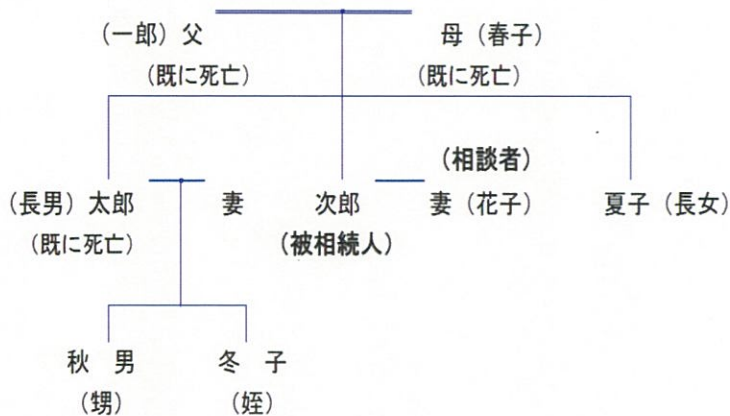 (一郎) 父 母 (春子)
(既に死亡) (既に死亡)
(相談者)
(長男) 太郎 妻 次郎 妻 (花子) 夏子 (長女)
(既に死亡) (被相続人)
秋 男 冬 子
(甥) (姪)